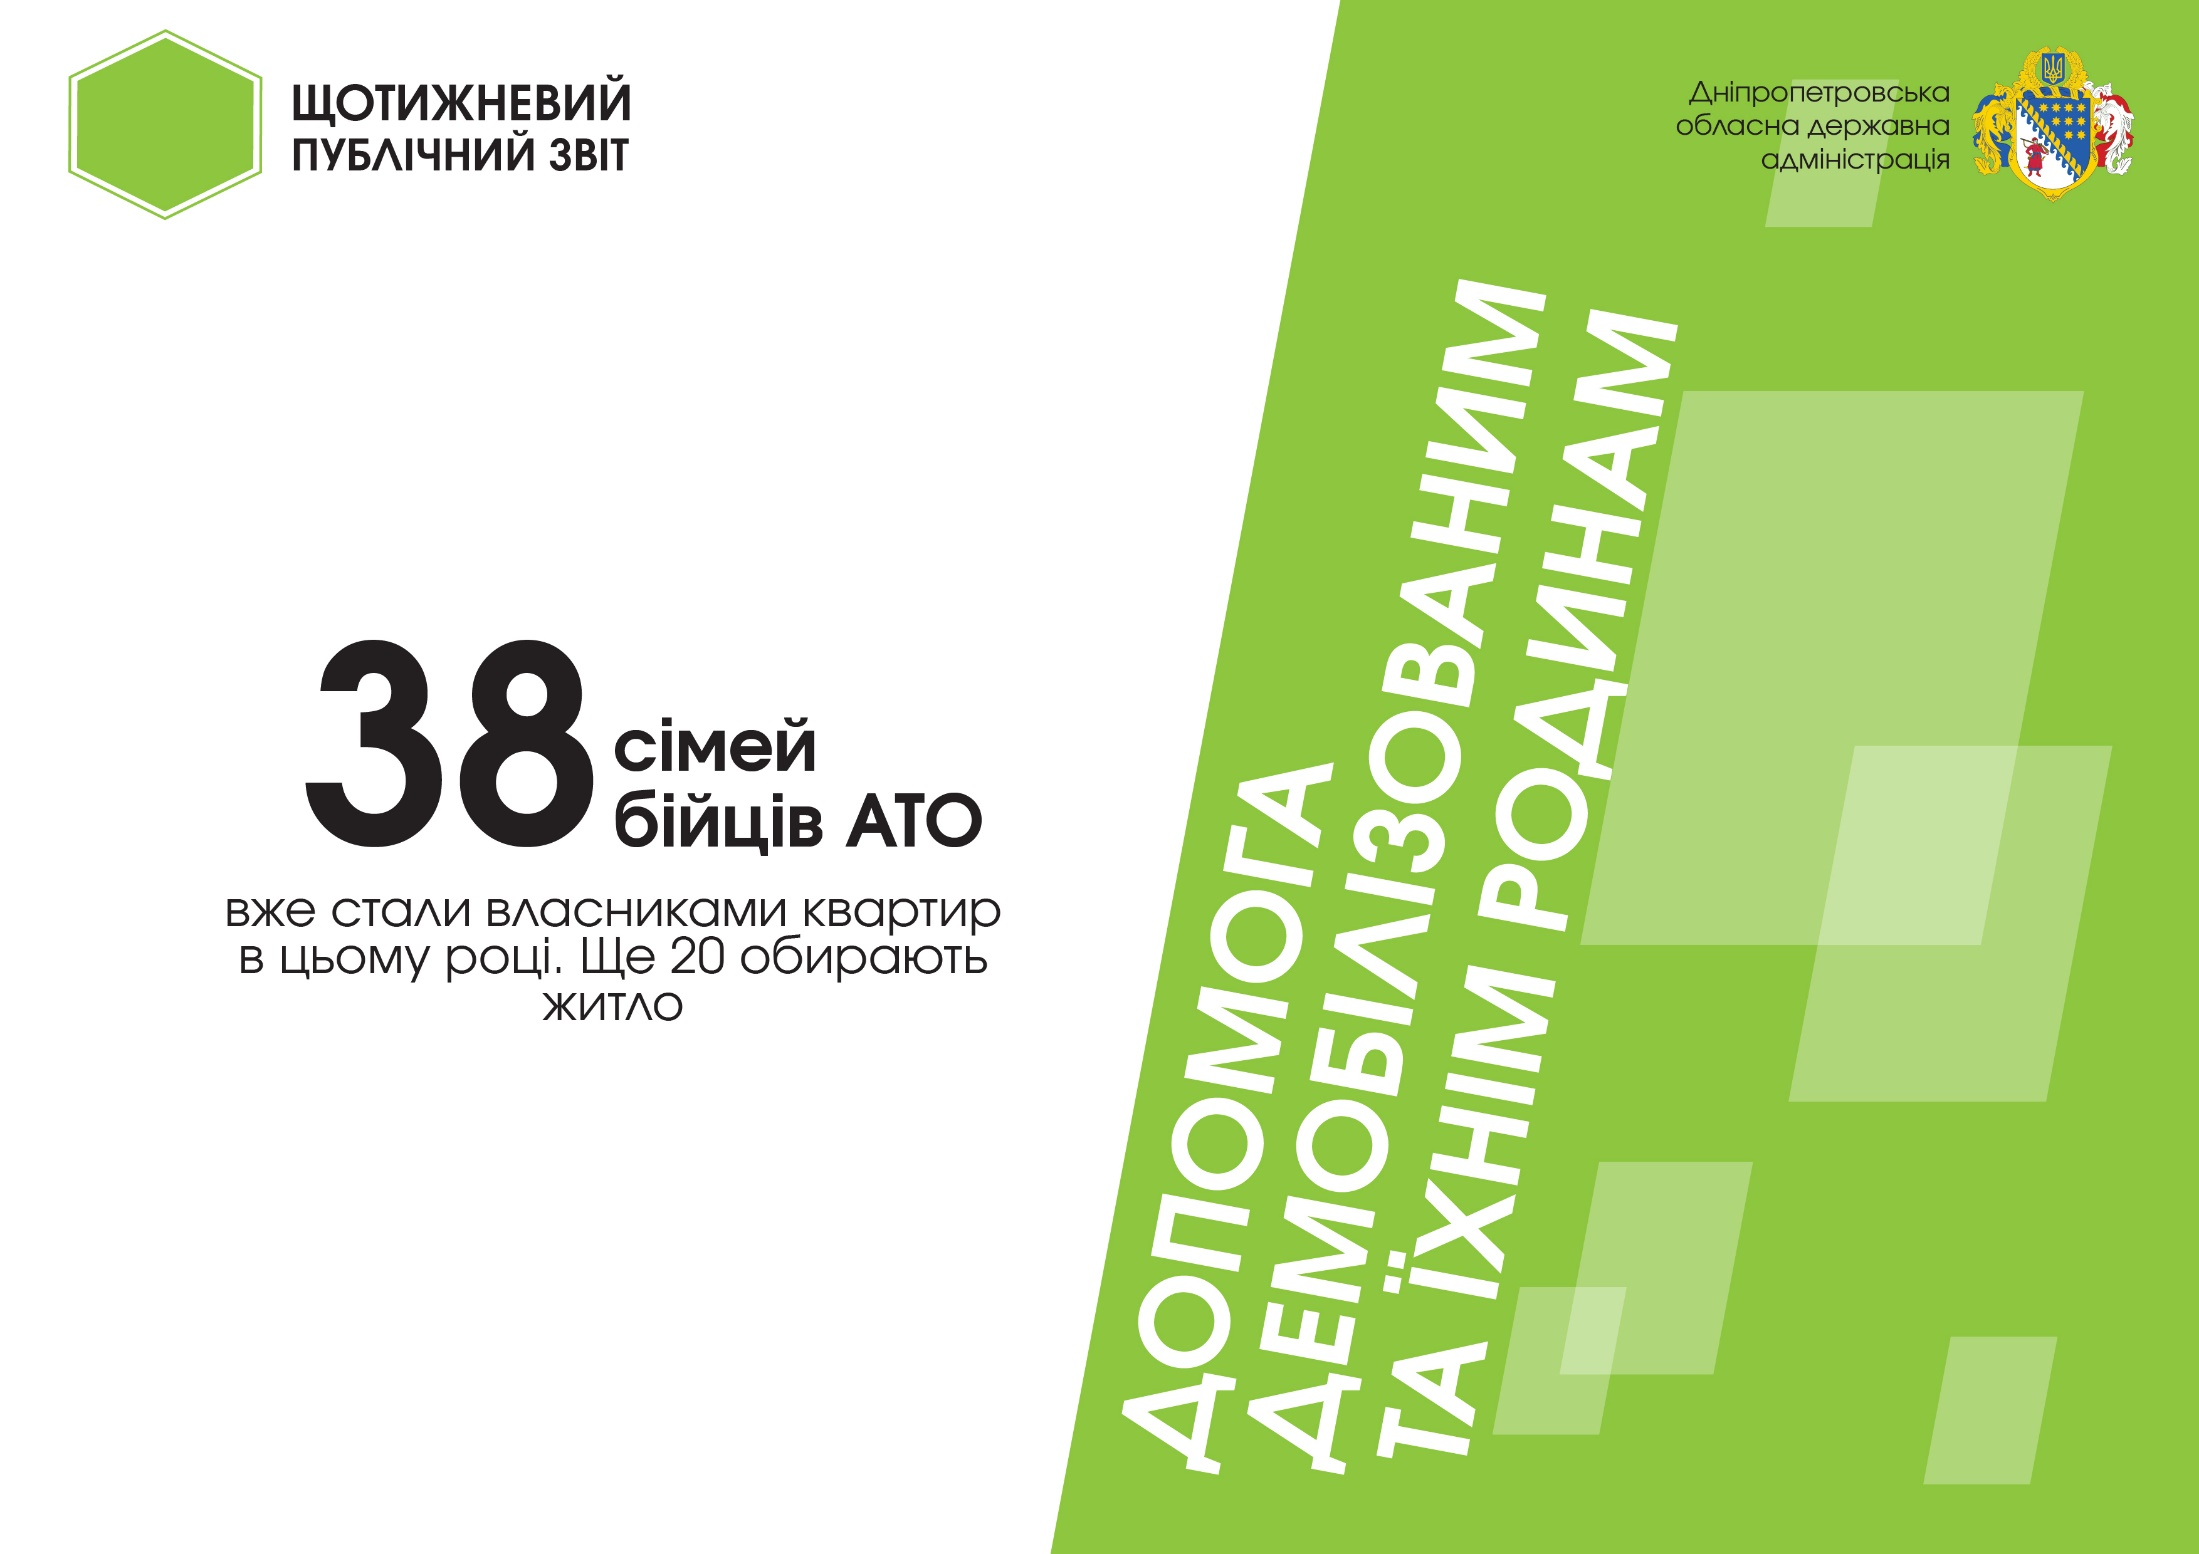 ЩОТИЖНЕВИЙ
ПУБЛІЧНИЙ ЗВІТ
Дніпропетровська
обласна державна
адміністрація
38 сімей
бійців АТО
вже стали власниками квартир
в цьому році. Ще 20 обирають
житло
ДОПОМОГА
ДЕМОБІЛІЗОВАНИМ
ТА ЇХНІМ РОДИНАМ